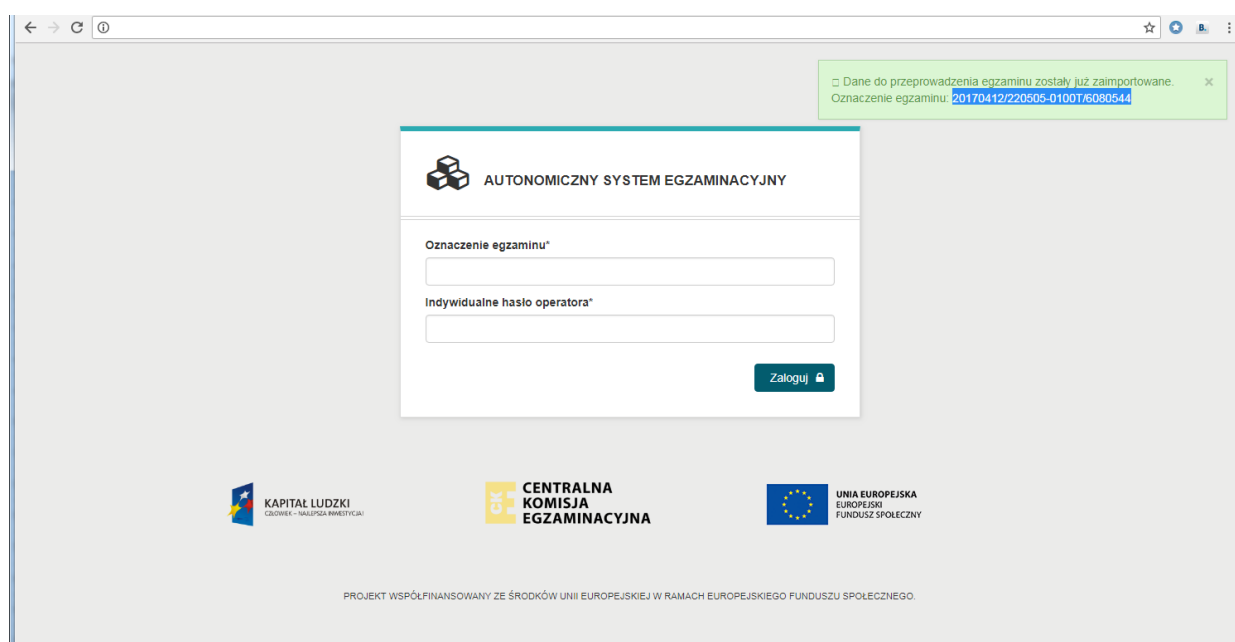 Dane do przeprowadzenia egzaminu zostały już zaimportowane.
Oznaczenie egzaminu: 20170412/220505-0100T/6080544
AUTONOMICZNY SYSTEM EGZAMINACYJNY
Oznaczenie egzaminu*
Indywidualne hasło operatora*
Zaloguj
KAPITAŁ LUDZKI
CZŁOWIEK – NAJLEPSZA INWESTYCJA!
CKE
CENTRALNA
KOMISJA
EGZAMINACYJNA
UNIA EUROPEJSKA
EUROPEJSKI
FUNDUSZ SPOŁECZNY
PROJEKT WSPÓŁFINANSOWANY ZE ŚRODKÓW UNII EUROPEJSKIEJ W RAMACH EUROPEJSKIEGO FUNDUSZU SPOŁECZNEGO.